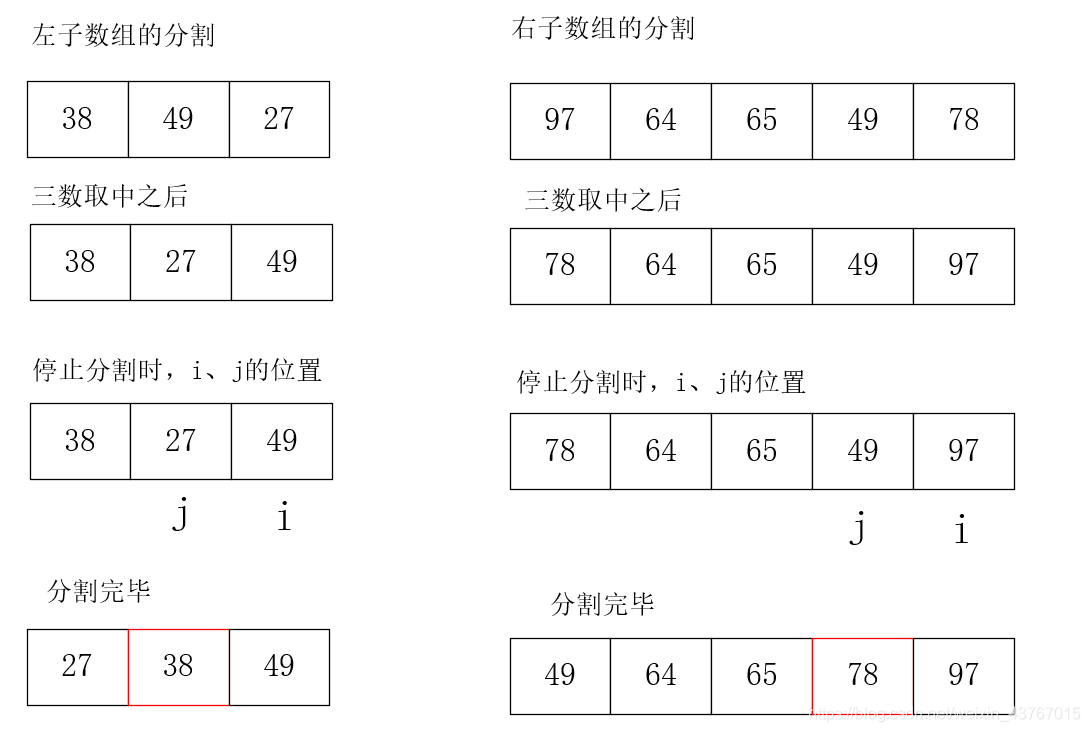 左子数组的分割
38 49 27
三数取中之后
38 27 49
停止分割时，i、j的位置
38 27 49
j i
分割完毕
27 38 49
右子数组的分割
97 64 65 49 78
三数取中之后
78 64 65 49 97
停止分割时，i、j的位置
78 64 65 49 97
j i
分割完毕
49 64 65 78 97
https://blog.csdn.net/weixin_43767015